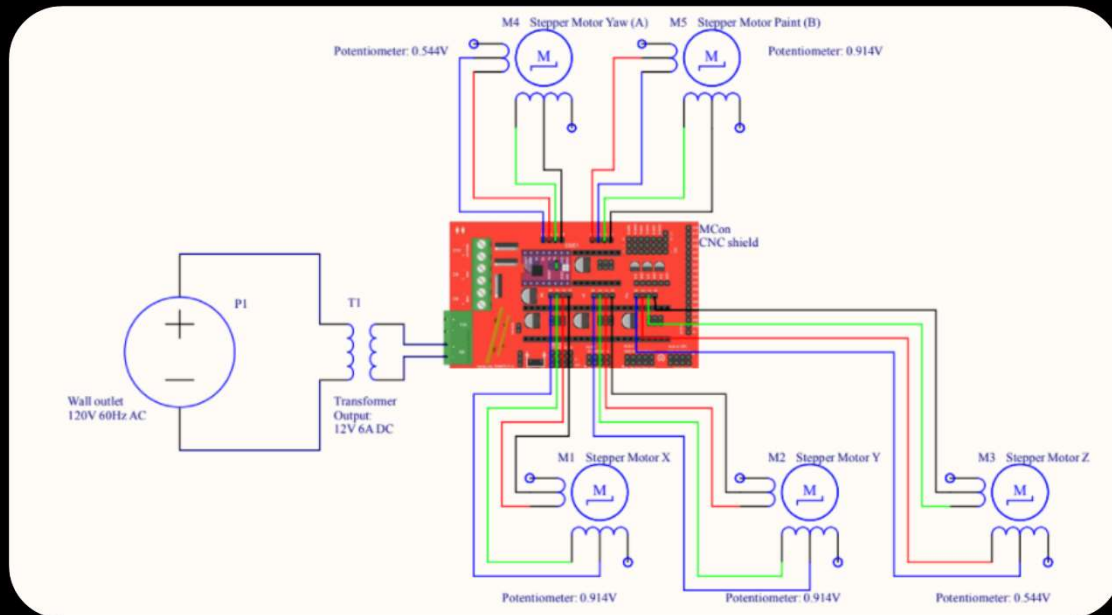 M4 Stepper Motor Yaw (A)
M5 Stepper Motor Paint (B)
Potentiometer: 0.544V
Potentiometer: 0.914V
M
M
MCon
CNC shield
P1
T1
Wall outlet
120V 60Hz AC
Transformer
Output:
12V 6A DC
M1 Stepper Motor X
M2 Stepper Motor Y
M3 Stepper Motor Z
M
M
M
Potentiometer: 0.914V
Potentiometer: 0.914V
Potentiometer: 0.544V